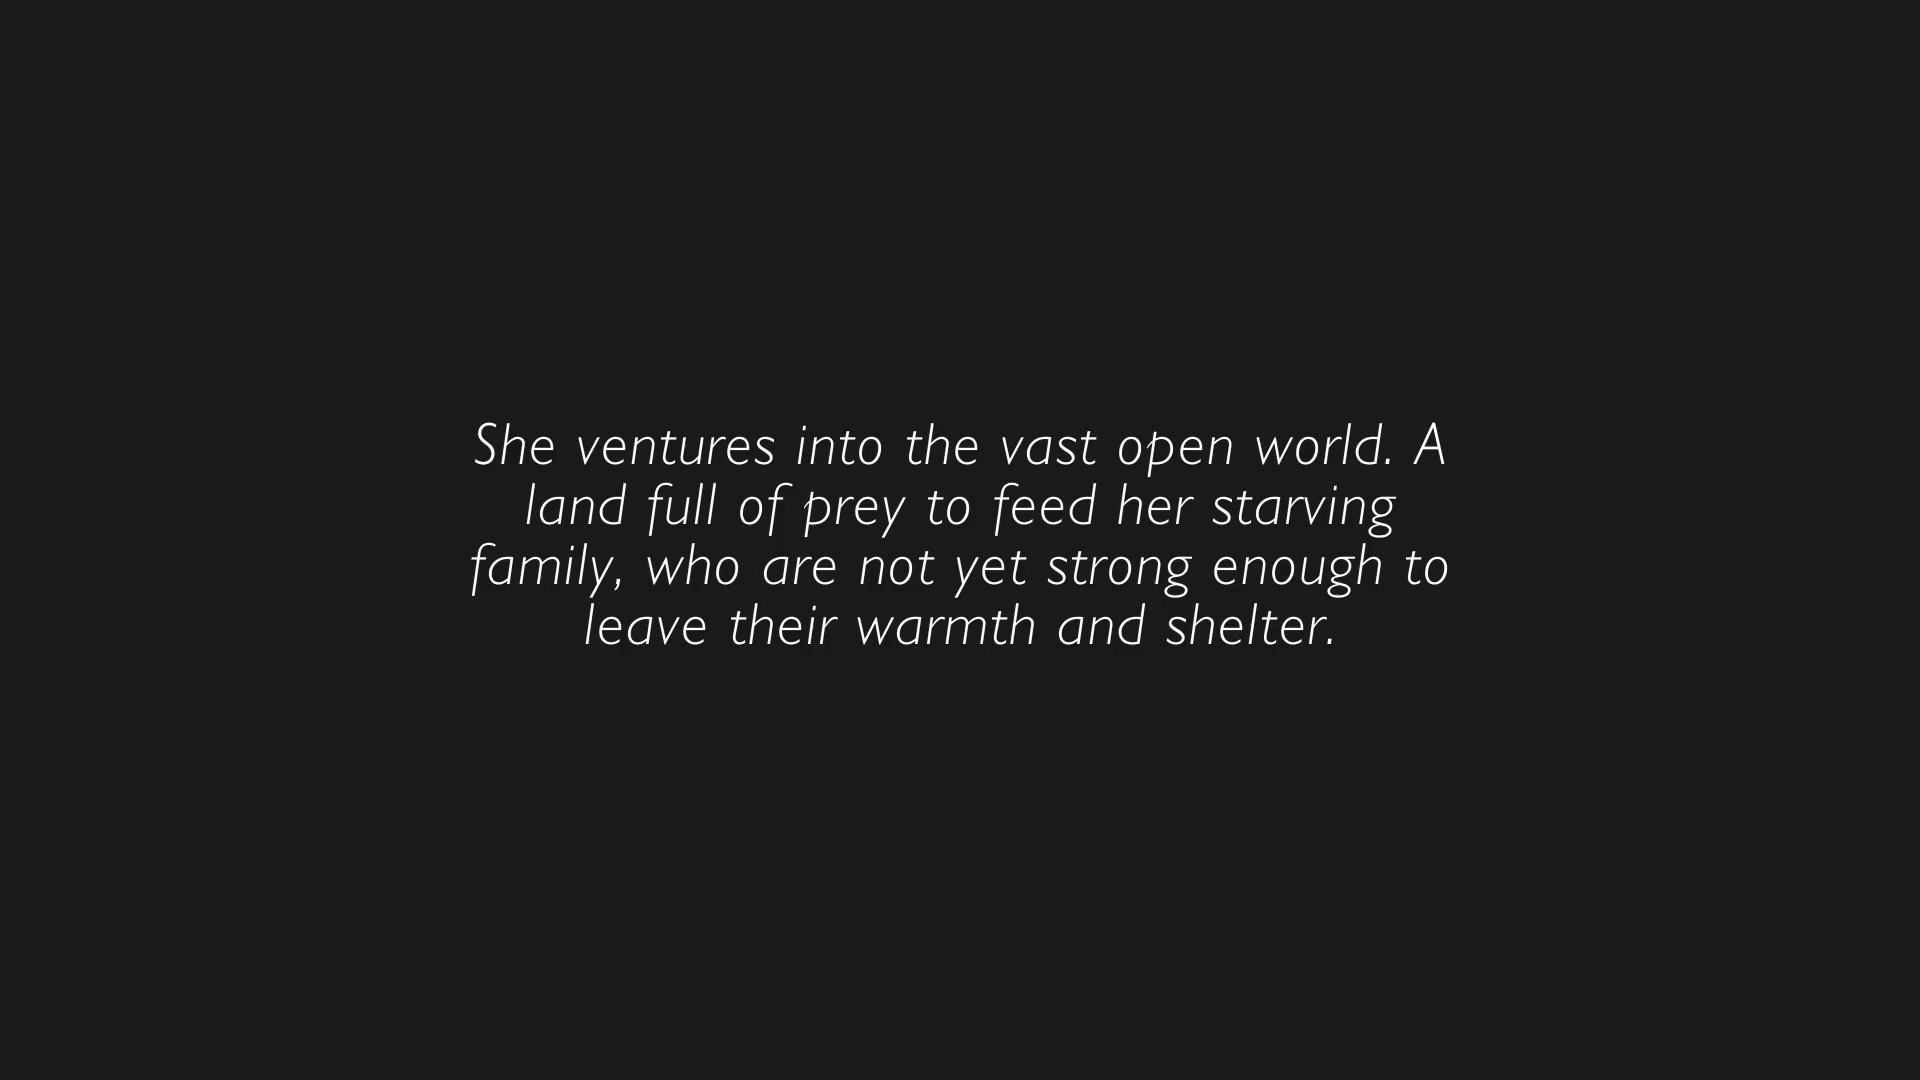 She ventures into the vast open world. A
land full of prey to feed her starving
family, who are not yet strong enough to
leave their warmth and shelter.